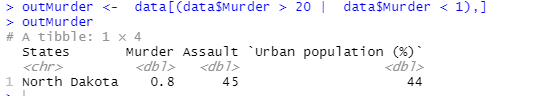 > outMurder <- data[(data$Murder > 20 | data$Murder < 1),]
> outMurder
# A tibble: 1 × 4
States Murder Assault `Urban population (%)`
<chr> <dbl> <dbl> <dbl>
1 North Dakota 0.8 45 44
>